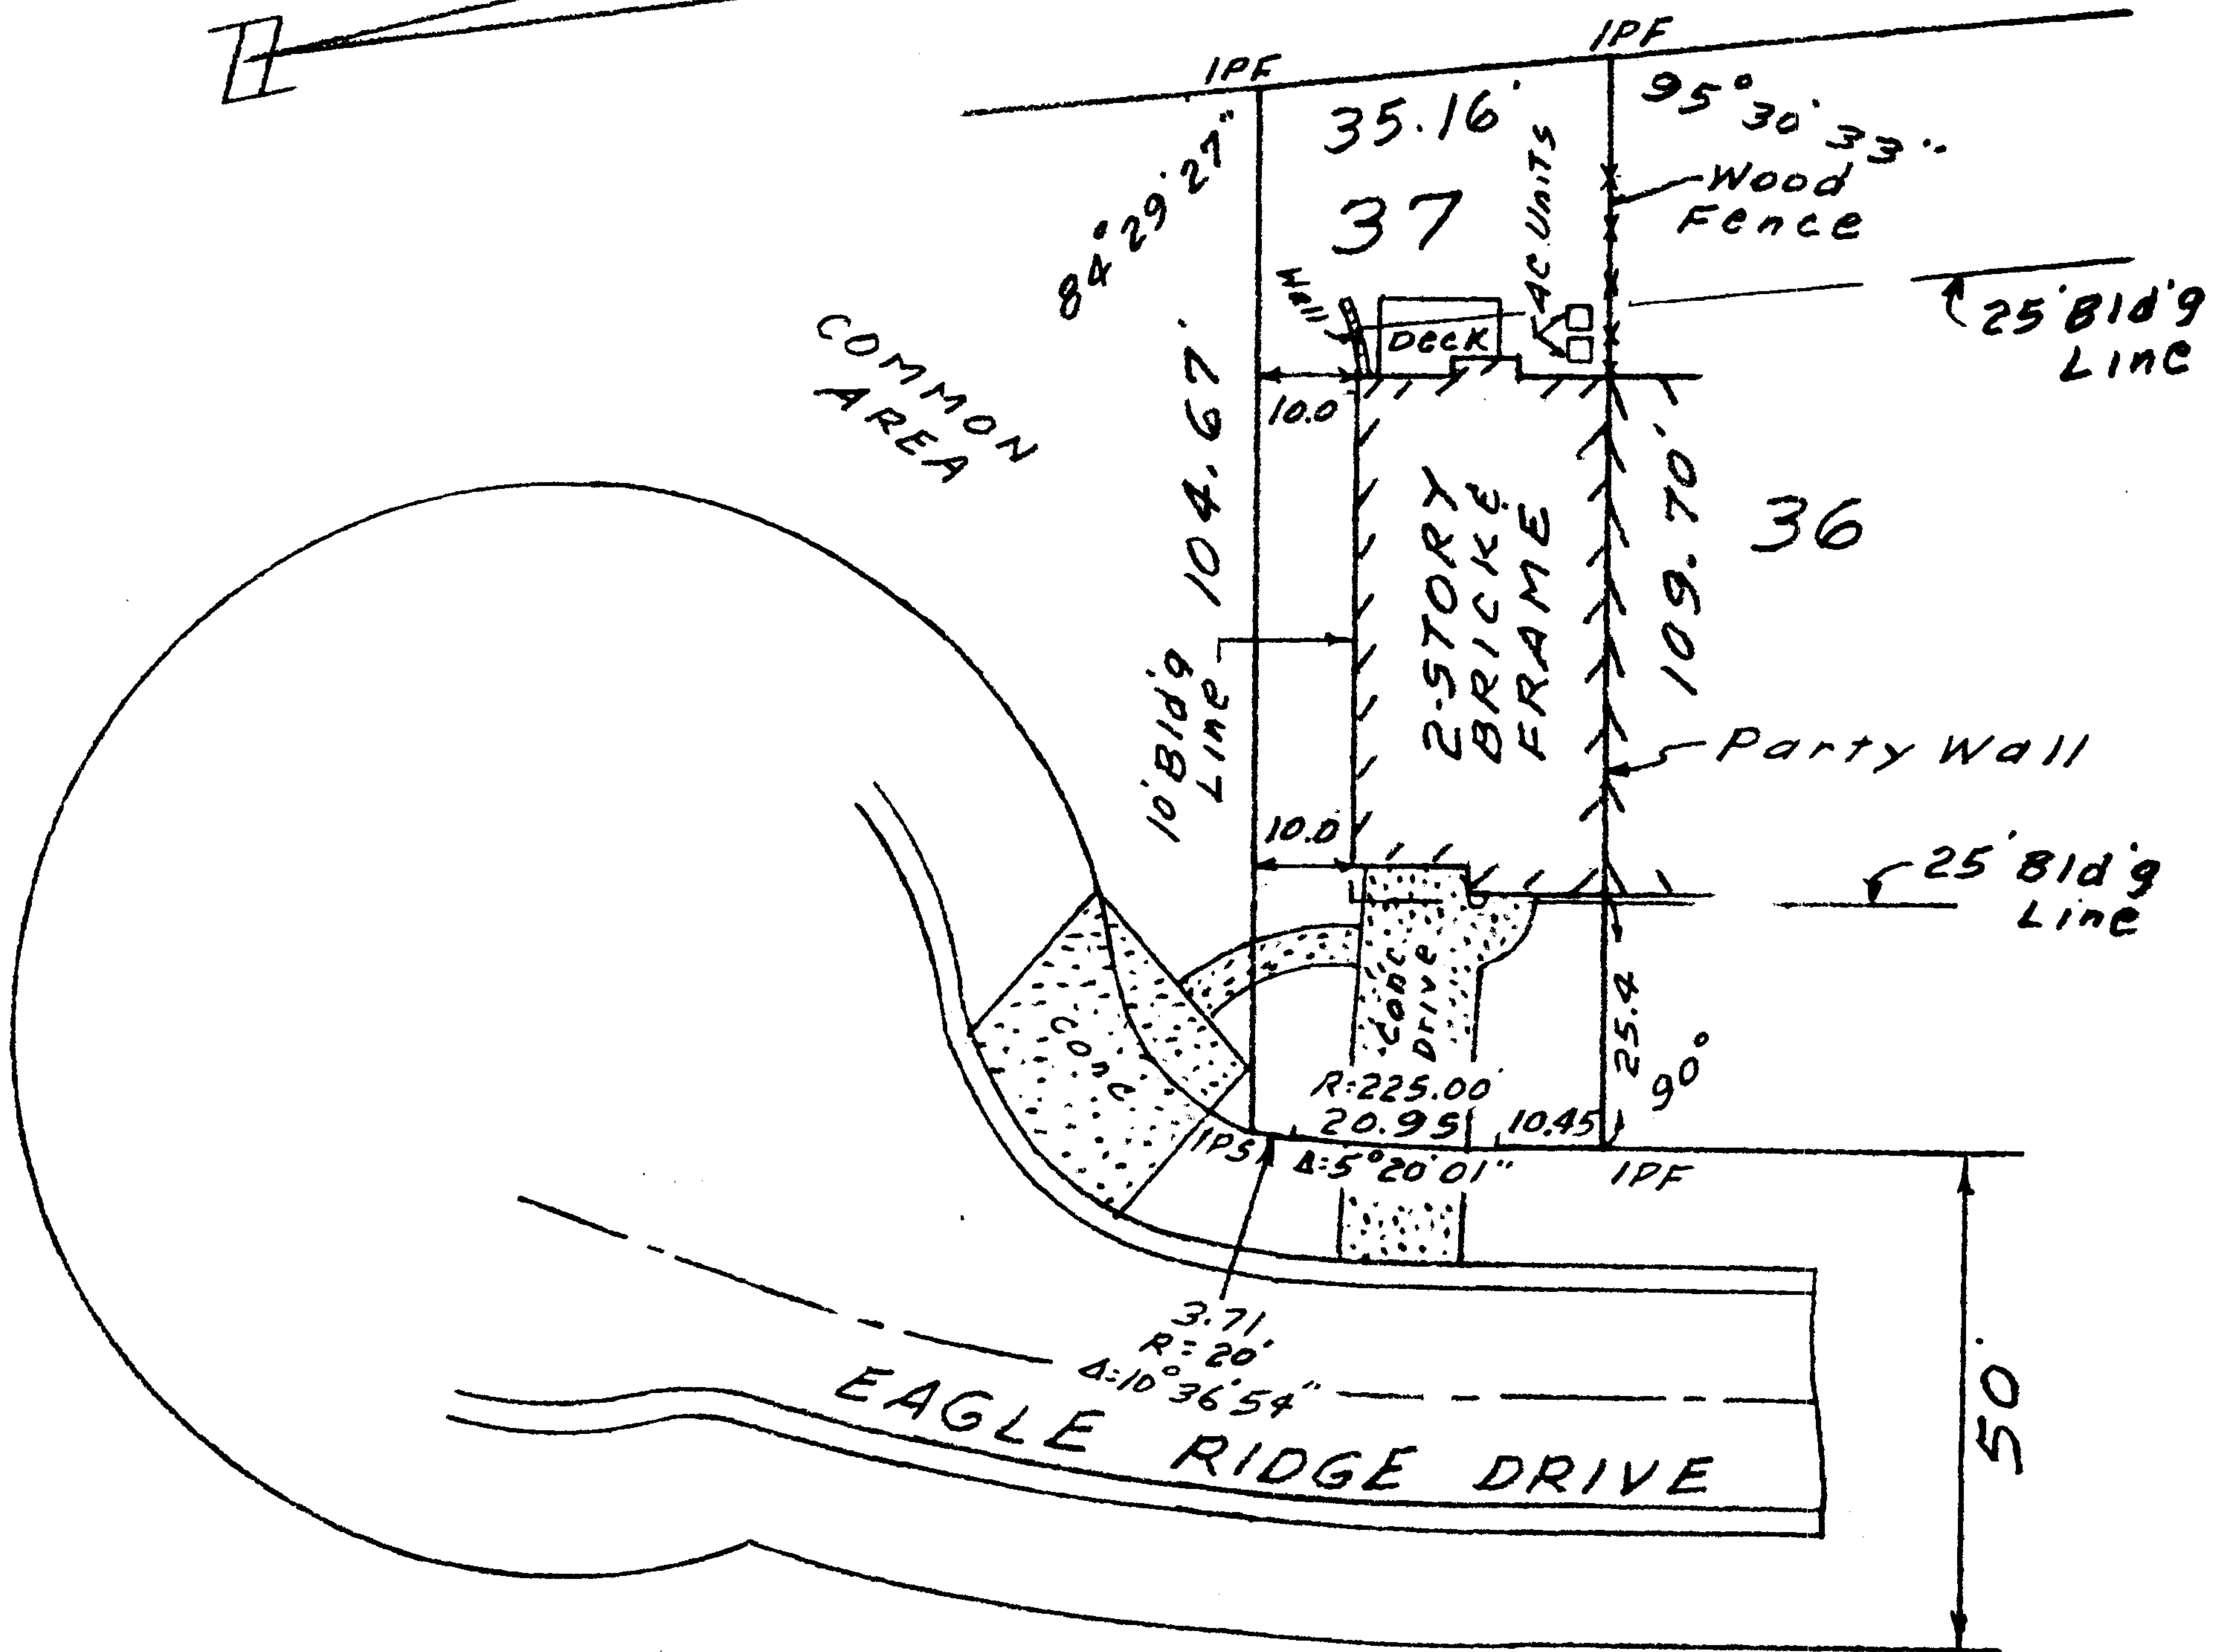 IPF
IPF
35.16'
95° 30' 33"
84° 29' 27"
37
AC UNITS
Wood
Fence
25' Bld'g
Line
Wall
Deck
COMMON
AREA
10.0
104.67'
2-STORY
BRICK &
FRAME
109.70'
36
10' Bld'g
Line
Party Wall
10.0
25' Bld'g
Line
Conc
Drive
CONC
25.4
90°
R=225.00'
20.95
10.45
IPS
Δ=5° 20' 01"
IPF
3.71
R=20'
Δ=10° 36' 54"
EAGLE RIDGE DRIVE
50'